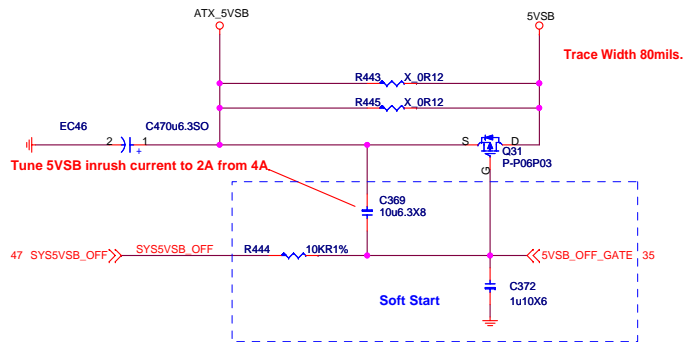 ATX_5VSB
5VSB
Trace Width 80mils.
R443 X_0R12
R445 X_0R12
EC46 C470u6.3SO
2 1
+
S D
Q31
P-P06P03
G
Tune 5VSB inrush current to 2A from 4A.
C369
10u6.3X8
47 SYS5VSB_OFF SYS5VSB_OFF R444 10KR1% 5VSB_OFF_GATE 35
C372
1u10X6
Soft Start